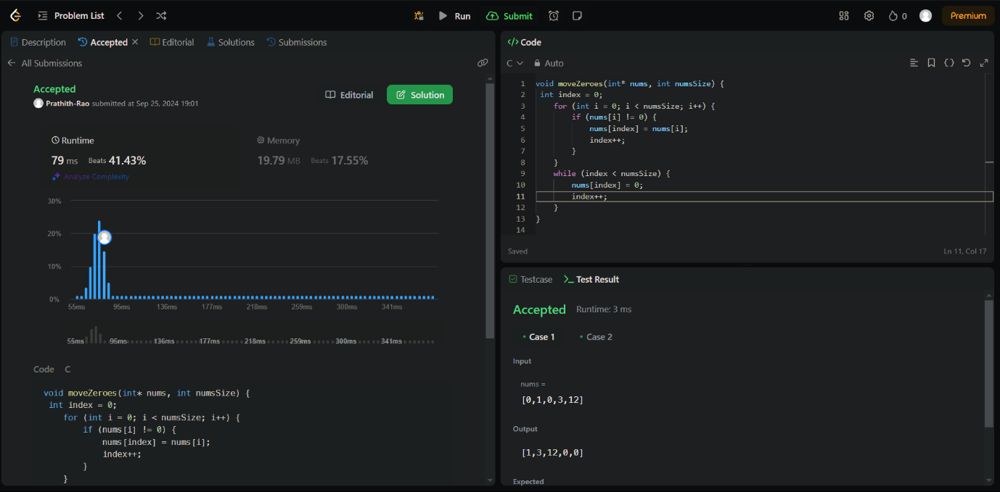 Problem List Run Submit 0 Premium
Description Accepted Editorial Solutions Submissions
All Submissions
Accepted
Prathith-Rao submitted at Sep 25, 2024 19:01
Editorial Solution
Runtime Memory
79 ms Beats 41.43% 19.79 MB Beats 17.55%
Analyze Complexity
30%
20%
10%
0%
55ms 95ms 136ms 177ms 218ms 259ms 300ms 341ms
55ms 95ms 136ms 177ms 218ms 259ms 300ms 341ms
Code C
void moveZeroes(int* nums, int numsSize) {
int index = 0;
for (int i = 0; i < numsSize; i++) {
if (nums[i] != 0) {
nums[index] = nums[i];
index++;
}
}
</> Code
C Auto
1 void moveZeroes(int* nums, int numsSize) {
2 int index = 0;
3 for (int i = 0; i < numsSize; i++) {
4 if (nums[i] != 0) {
5 nums[index] = nums[i];
6 index++;
7 }
8 }
9 while (index < numsSize) {
10 nums[index] = 0;
11 index++;
12 }
13 }
14
Saved Ln 11, Col 17
Testcase Test Result
Accepted Runtime: 3 ms
• Case 1 • Case 2
Input
nums =
[0,1,0,3,12]
Output
[1,3,12,0,0]
Expected